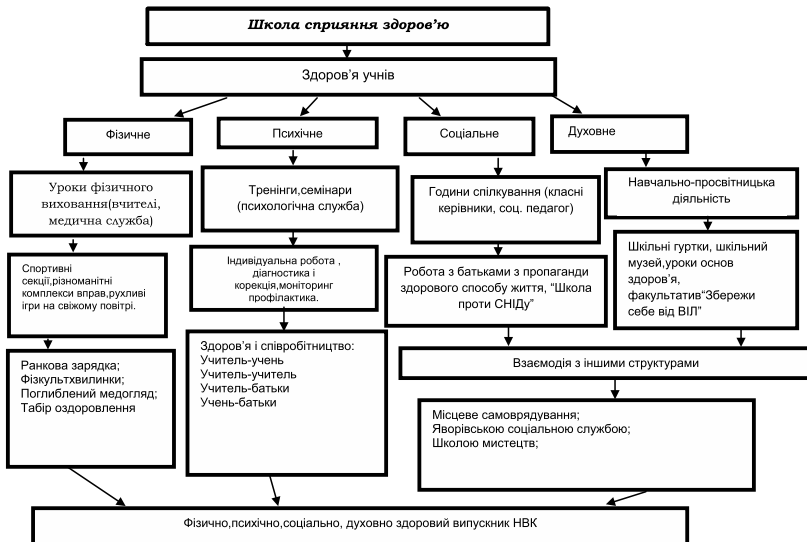 Школа сприяння здоров’ю
Здоров’я учнів
Фізичне
Психічне
Соціальне
Духовне
Уроки фізичного
виховання(вчителі,
медична служба)
Тренінги,семінари
(психологічна служба)
Години спілкування (класні
керівники, соц. педагог)
Навчально-просвітницька
діяльність
Спортивні
секції,різноманітні
комплекси вправ,рухливі
ігри на свіжому повітрі.
Індивідуальна робота ,
діагностика і
корекція,моніторинг
профілактика.
Робота з батьками з пропаганди
здорового способу життя, “Школа
проти СНІДу”
Шкільні гуртки, шкільний
музей,уроки основ
здоров’я,
факультатив“Збережи
себе від ВІЛ”
Ранкова зарядка;
Фізкультхвилинки;
Поглиблений медогляд;
Табір оздоровлення
Здоров’я і співробітництво:
Учитель-учень
Учитель-учитель
Учитель-батьки
Учень-батьки
Взаємодія з іншими структурами
Місцеве самоврядування;
Яворівською соціальною службою;
Школою мистецтв;
Фізично,психічно,соціально, духовно здоровий випускник НВК